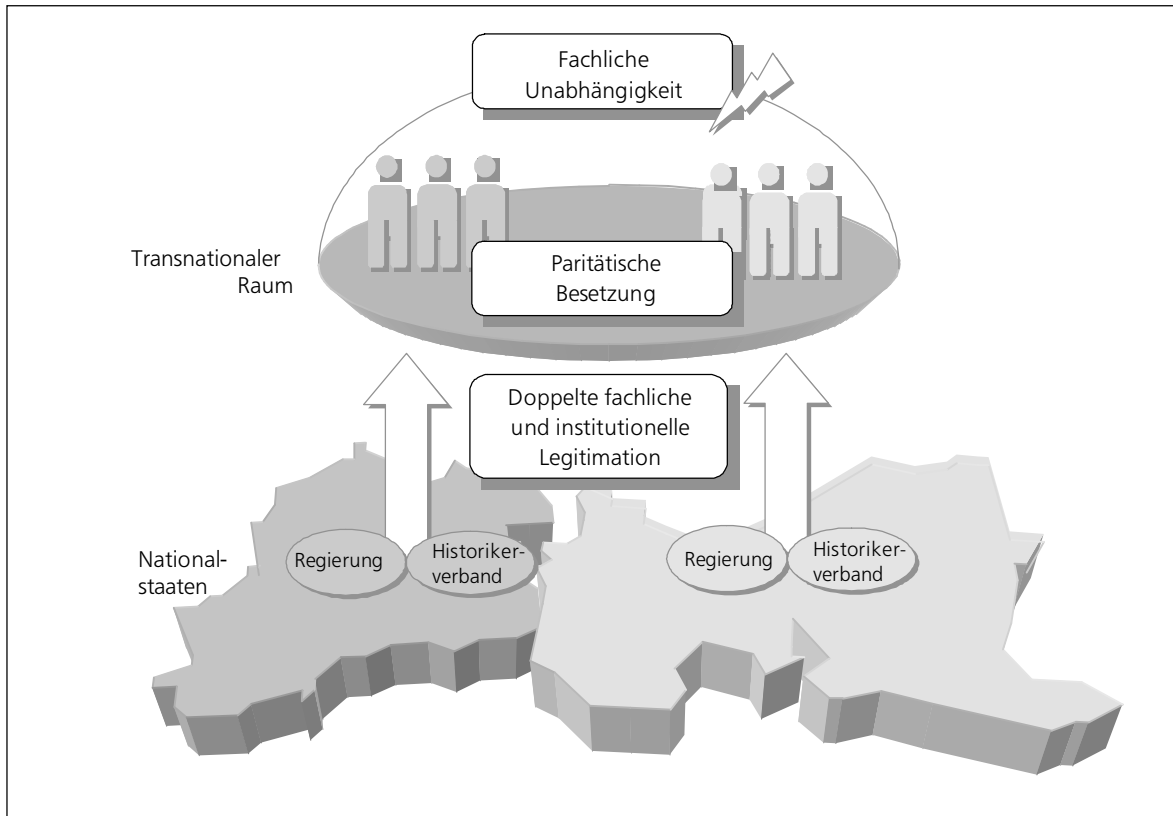 Fachliche
Unabhängigkeit
Transnationaler
Raum
Paritätische
Besetzung
Doppelte fachliche
und institutionelle
Legitimation
National-
staaten
Regierung
Historiker-
verband
Regierung
Historiker-
verband